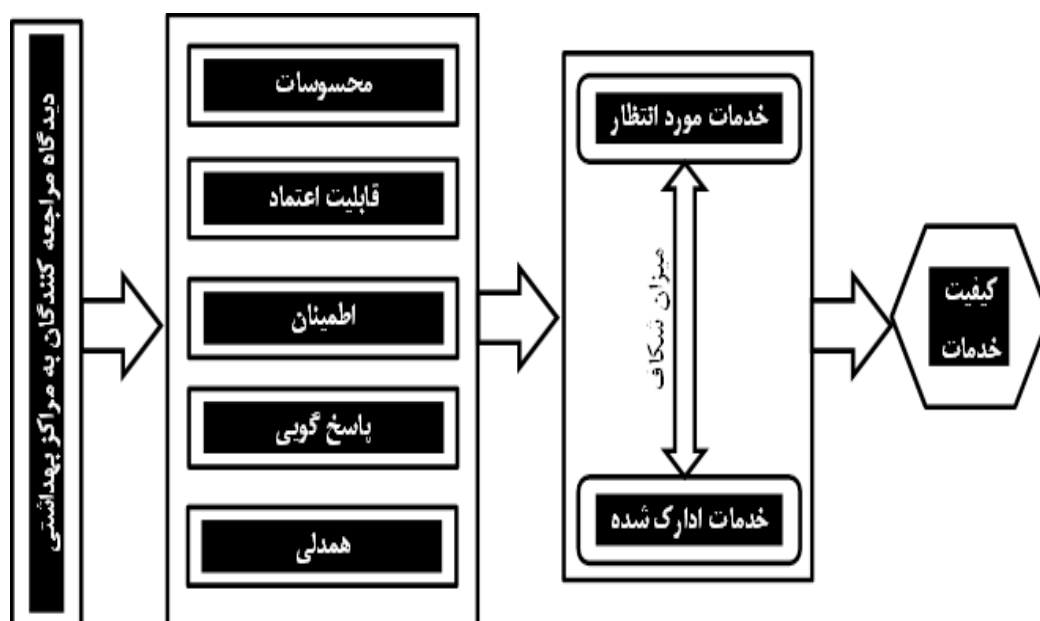 دیدگاه مراجعه کنندگان به مراکز بهداشتی
محسوسات
قابلیت اعتماد
اطمینان
پاسخ گویی
همدلی
خدمات مورد انتظار
میزان شکاف
خدمات ادارک شده
کیفیت
خدمات